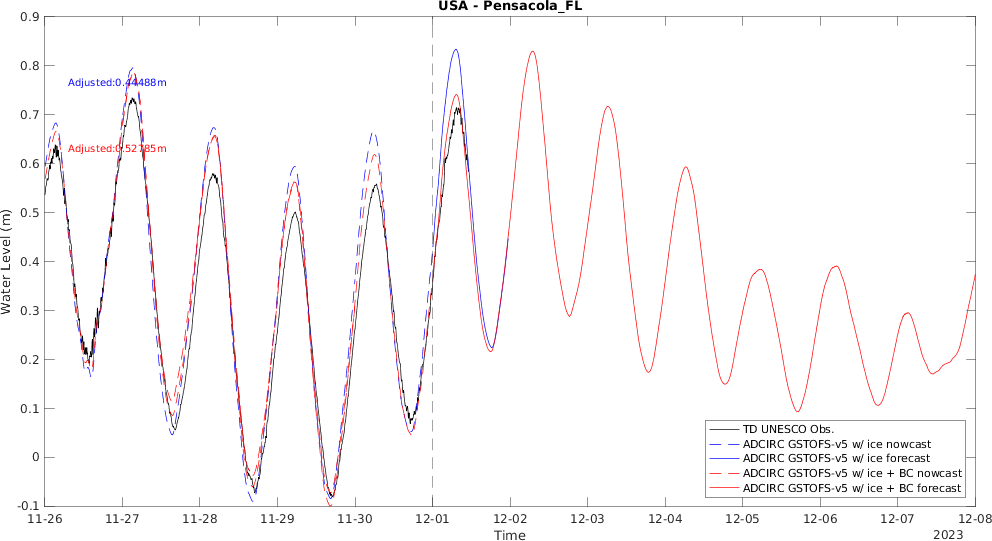 USA - Pensacola_FL
0.9
0.8
0.7
0.6
0.5
0.4
0.3
0.2
0.1
0
-0.1
Water Level (m)
Adjusted:0.44488m
Adjusted:0.52785m
TD UNESCO Obs.
ADCIRC GSTOFS-v5 w/ ice nowcast
ADCIRC GSTOFS-v5 w/ ice forecast
ADCIRC GSTOFS-v5 w/ ice + BC nowcast
ADCIRC GSTOFS-v5 w/ ice + BC forecast
11-26 11-27 11-28 11-29 11-30 12-01 12-02 12-03 12-04 12-05 12-06 12-07 12-08
Time
2023